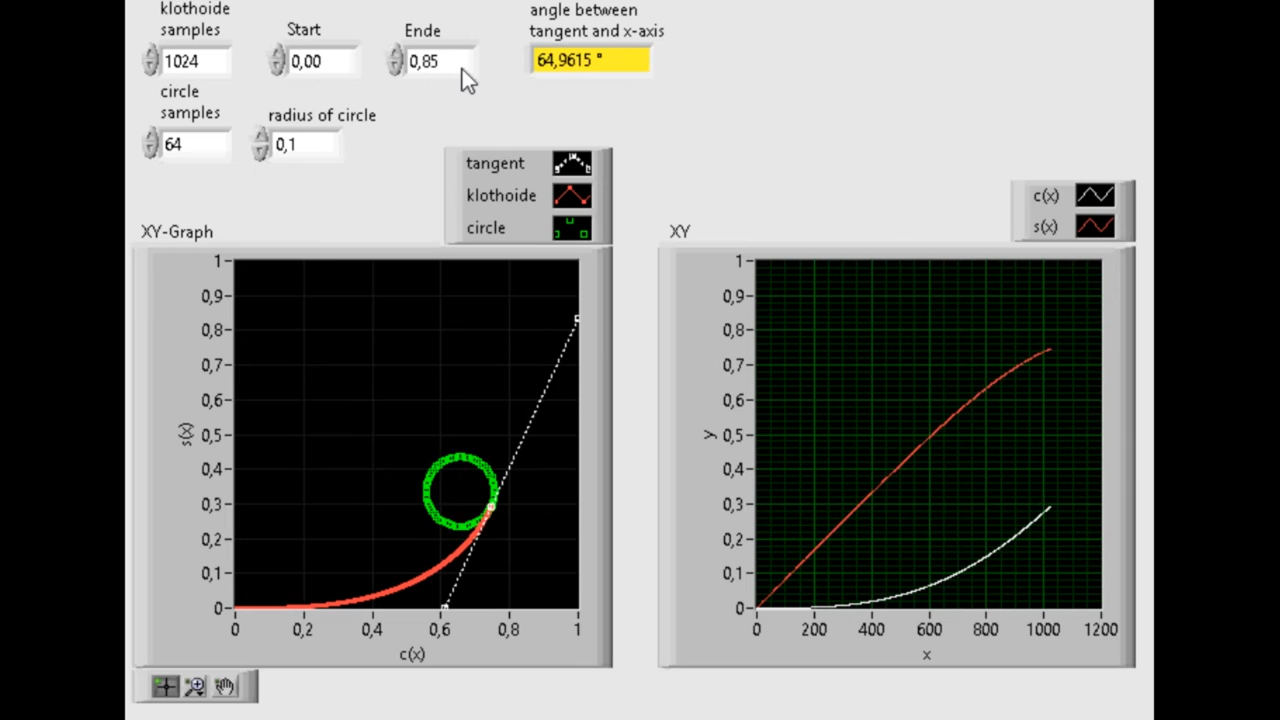 klothoide
samples
1024
Start
0,00
Ende
0,85
angle between
tangent and x-axis
64,9615 °
circle
samples
64
radius of circle
0,1
tangent
klothoide
circle
c(x)
s(x)
XY-Graph
1
0,9
0,8
0,7
0,6
0,5
0,4
0,3
0,2
0,1
0
s(x)
0 0,2 0,4 0,6 0,8 1
c(x)
XY
1
0,9
0,8
0,7
0,6
0,5
0,4
0,3
0,2
0,1
0
y
0 200 400 600 800 1000 1200
x